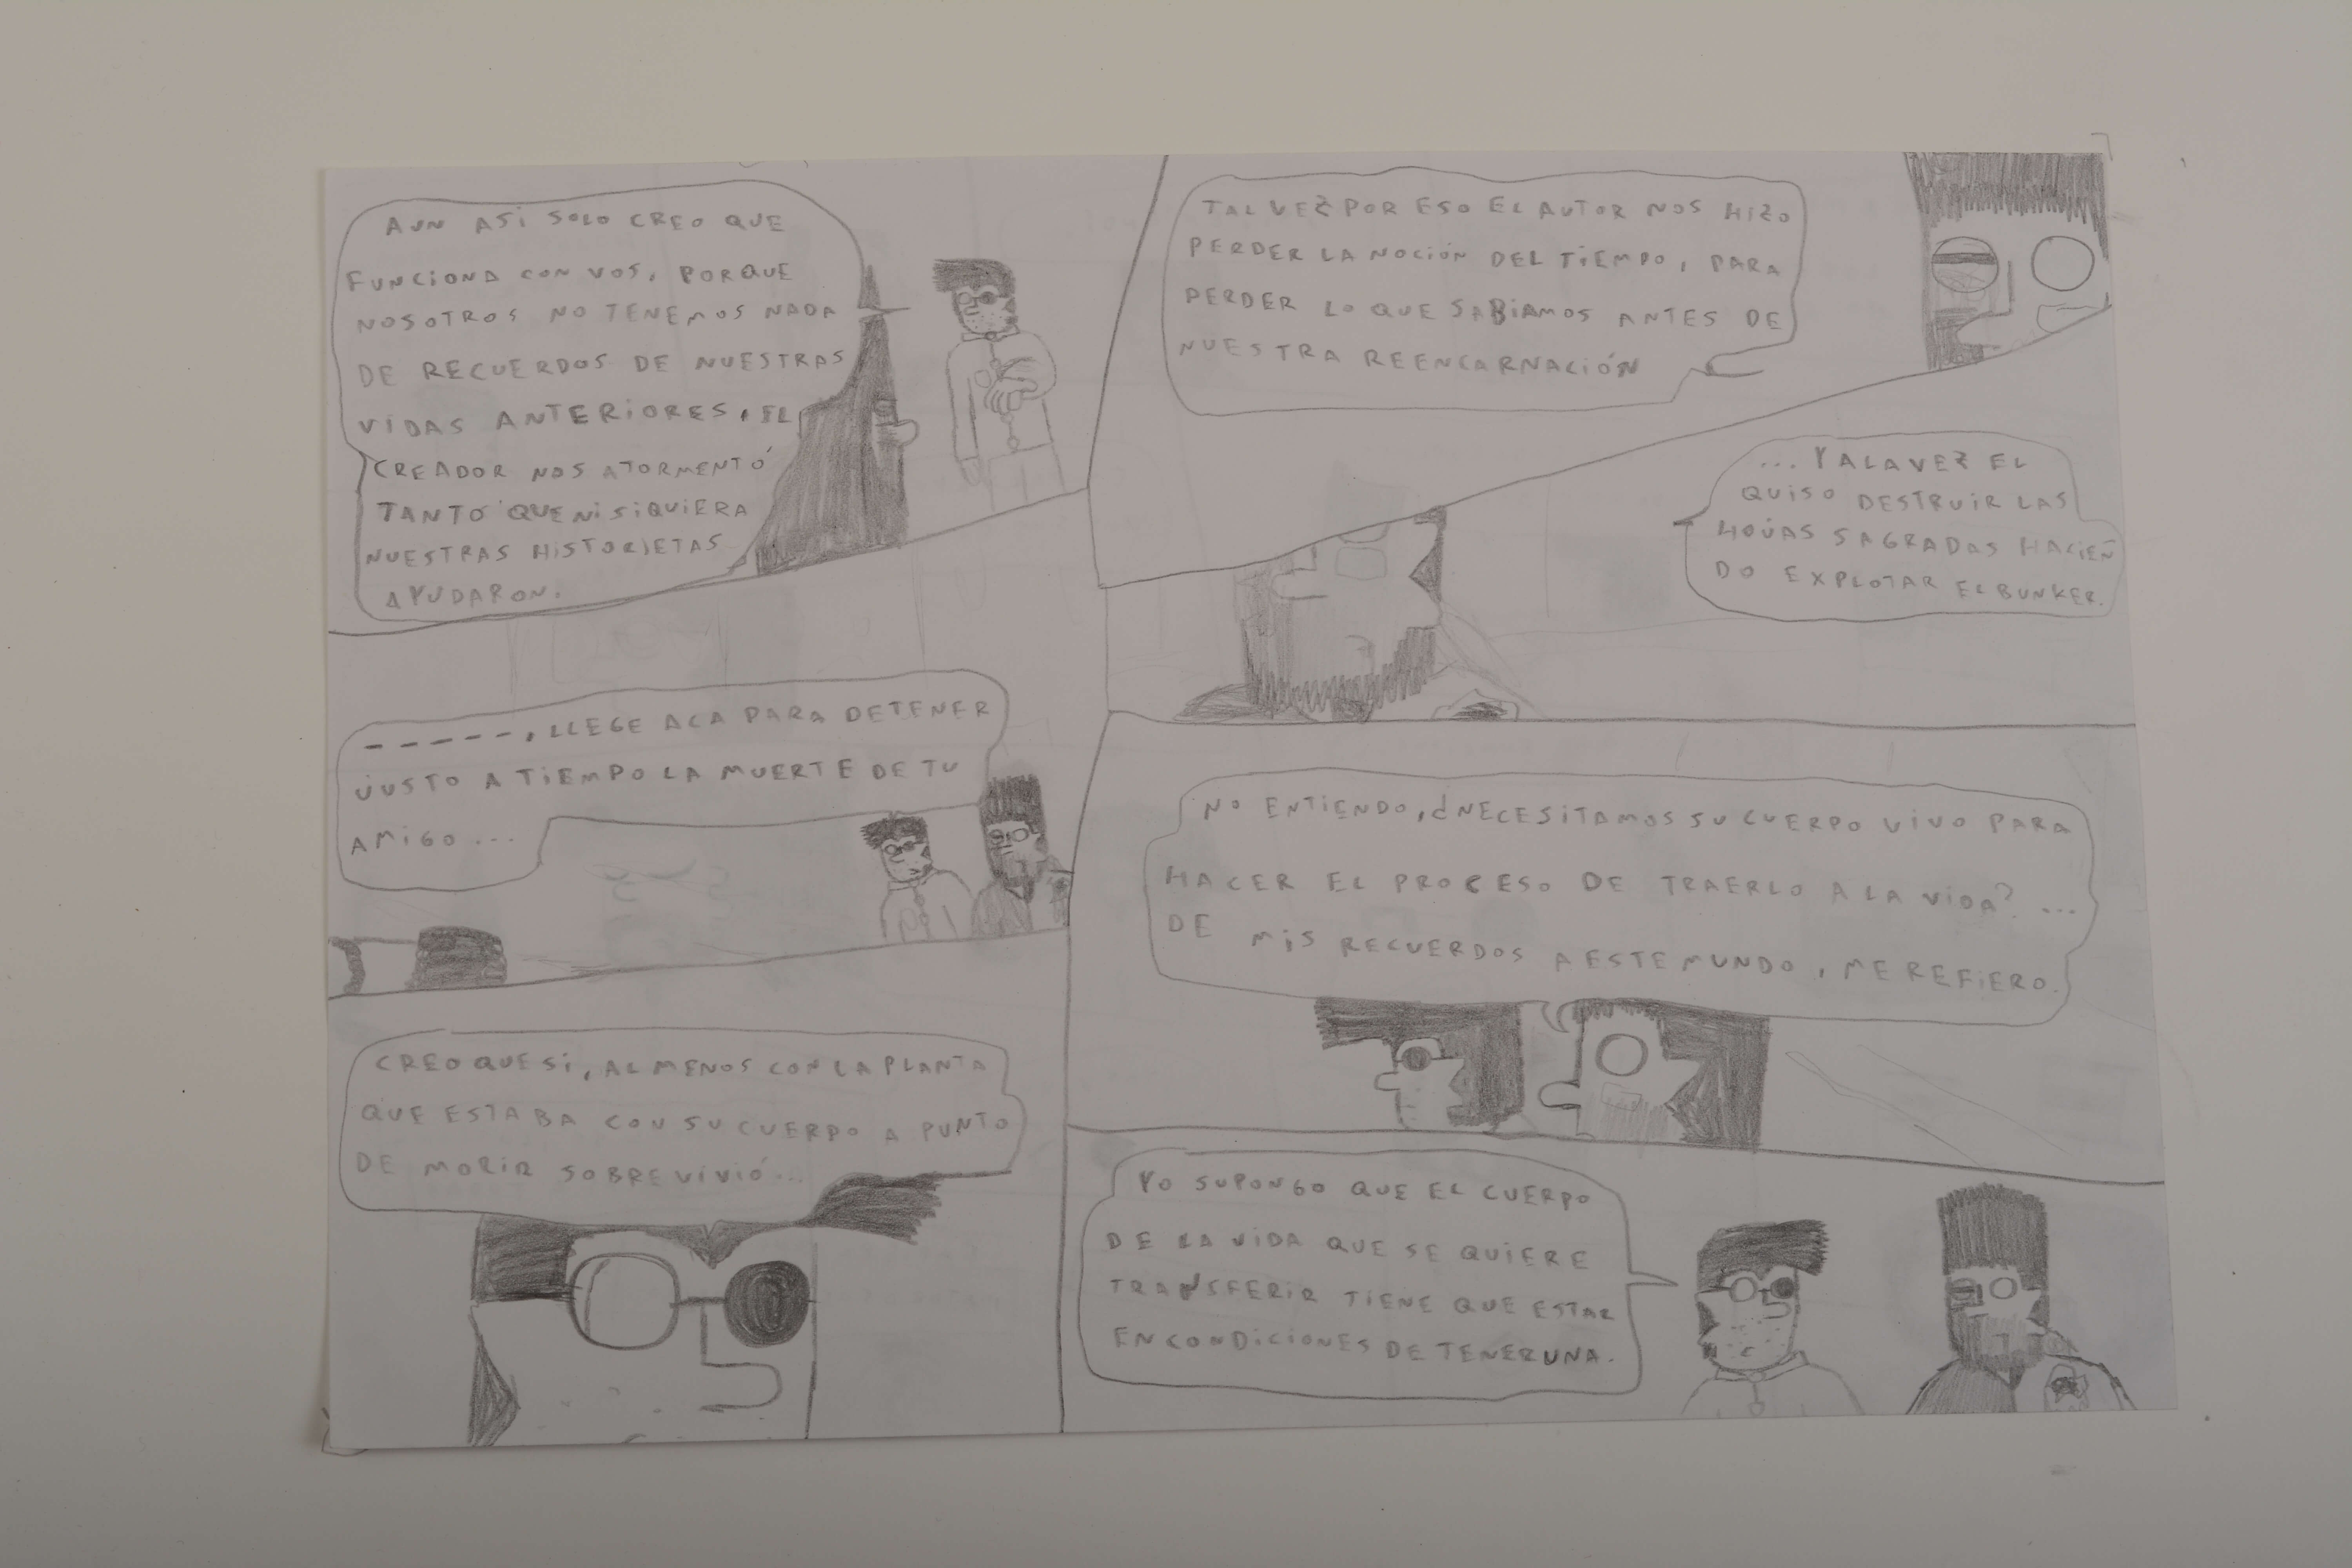 AUN ASi SOLO CREO QUE
FUNCiONA CON VOS, PORQUE
NOSOTROS NO TENEMOS NADA
DE RECUERDOS DE NUESTRAS
ViDAS ANTERiORES, EL
CREADOR NOS ATORMENTÓ
TANTO QUE Ni SiQUiERA
NUESTRAS HiSTORiETAS
AYUDARON.
TAL VEZ POR ESO EL AUTOR NOS HiZO
PERDER LA NOCiÓN DEL TiEMPO, PARA
PERDER LO QUE SABiAMOS ANTES DE
NUESTRA REENCARNACiÓN
... Y A LA VEZ EL
QUiSO DESTRUiR LAS
HOJAS SAGRADAS HACiEN
DO EXPLOTAR EL BUNKER.
-----, LLEGE ACA PARA DETENER
JUSTO A TiEMPO LA MUERTE DE TU
AMiGO ...
NO ENTiENDO, ¿NECESiTAMOS SU CUERPO ViVO PARA
HACER EL PROCESO DE TRAERLO A LA ViDA? ...
DE MiS RECUERDOS A ESTE MUNDO, ME REFiERO.
CREO QUE Si, AL MENOS CON LA PLANTA
QUE ESTABA CON SU CUERPO A PUNTO
DE MORiR SOBREViViÓ...
YO SUPONGO QUE EL CUERPO
DE LA ViDA QUE SE QUiERE
TRANSFERiR TiENE QUE ESTAR
EN CONDiCiONES DE TENER UNA.